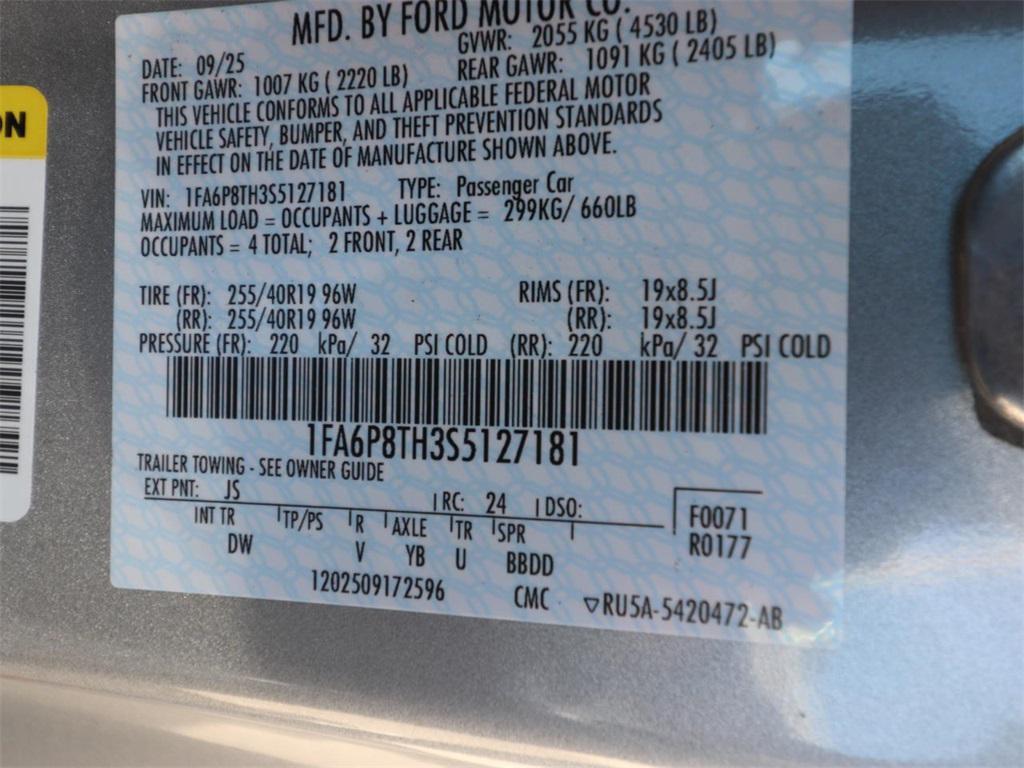 MFD. BY FORD MOTOR CO.
DATE: 09/25 GVWR: 2055 KG ( 4530 LB)
FRONT GAWR: 1007 KG ( 2220 LB) REAR GAWR: 1091 KG ( 2405 LB)
THIS VEHICLE CONFORMS TO ALL APPLICABLE FEDERAL MOTOR
VEHICLE SAFETY, BUMPER, AND THEFT PREVENTION STANDARDS
IN EFFECT ON THE DATE OF MANUFACTURE SHOWN ABOVE.
VIN: 1FA6P8TH3S5127181 TYPE: Passenger Car
MAXIMUM LOAD = OCCUPANTS + LUGGAGE = 299KG/ 660LB
OCCUPANTS = 4 TOTAL; 2 FRONT, 2 REAR
TIRE (FR): 255/40R19 96W RIMS (FR): 19x8.5J
(RR): 255/40R19 96W (RR): 19x8.5J
PRESSURE (FR): 220 kPa/ 32 PSI COLD (RR): 220 kPa/ 32 PSI COLD
1FA6P8TH3S5127181
TRAILER TOWING - SEE OWNER GUIDE
EXT PNT: JS RC: 24 DSO:
INT TR TP/PS R AXLE TR SPR F0071
DW V YB U BBDD R0177
1202509172596 CMC ▽RU5A-5420472-AB
ON